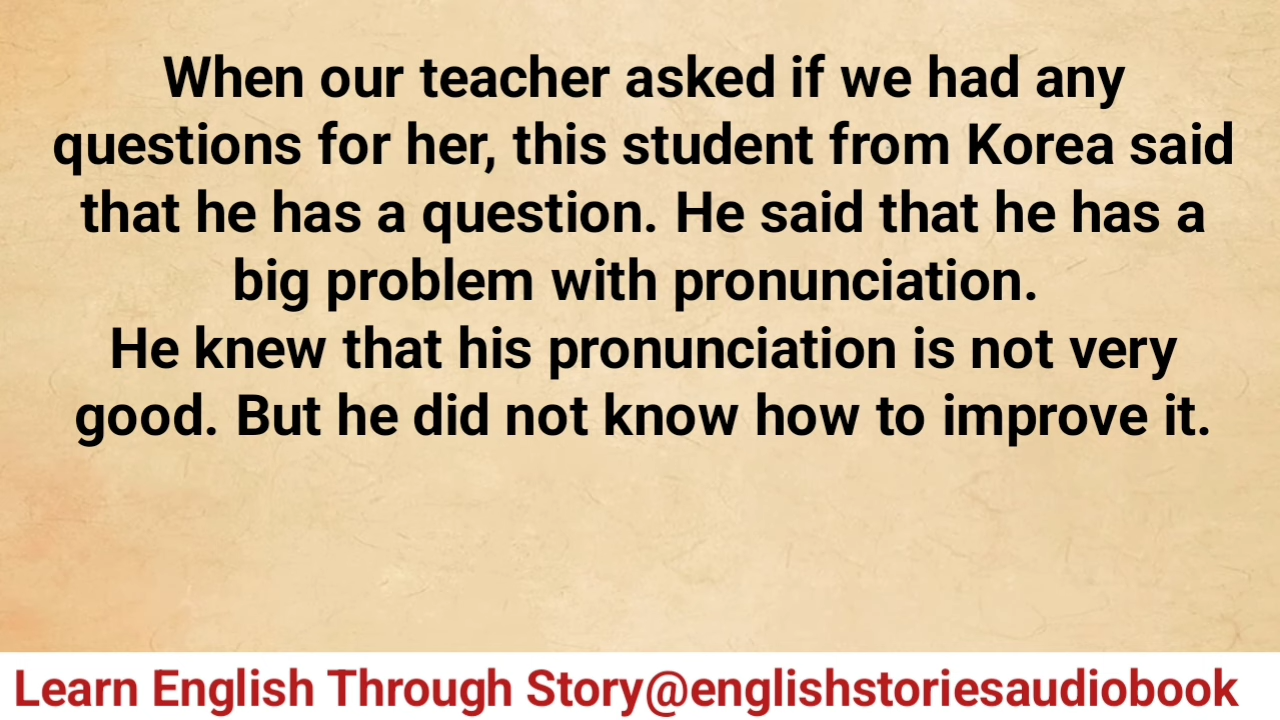 When our teacher asked if we had any
questions for her, this student from Korea said
that he has a question. He said that he has a
big problem with pronunciation.
He knew that his pronunciation is not very
good. But he did not know how to improve it.
Learn English Through Story@englishstoriesaudiobook